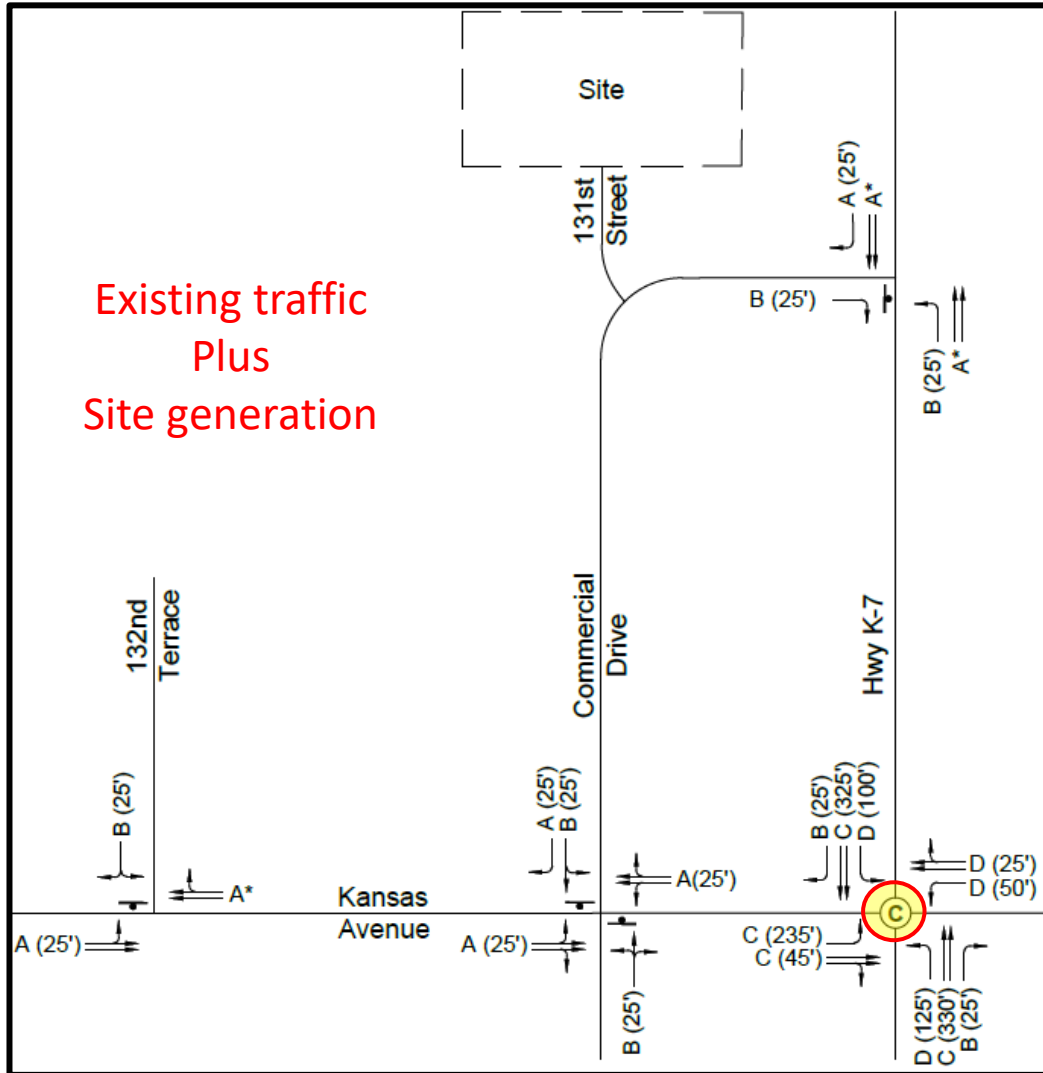 Site
131st
Street
A (25')
A*
B (25')
B (25')
A*
Existing traffic
Plus
Site generation
132nd
Terrace
Commercial
Drive
Hwy K-7
B (25')
A*
A (25')
Kansas
Avenue
A (25')
B (25')
A(25')
A (25')
B (25')
B (25')
C (325')
D (100')
D (25')
D (50')
C
C (235')
C (45')
D (125')
C (330')
B (25')